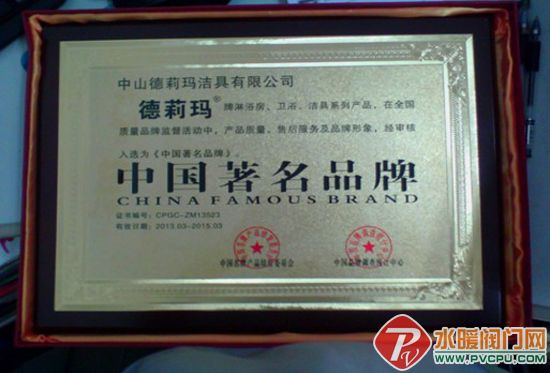 中山德莉玛洁具有限公司
德莉玛® 牌淋浴房、卫浴、洁具系列产品，在全国
质量品牌监督活动中，产品质量、售后服务及品牌形象，经审核
入选为《中国著名品牌》。
中国著名品牌
CHINA FAMOUS BRAND
证书编号：CPGC-ZM13523
有效日期：2013.03-2015.03
水暖阀门网
WWW.PVCPU.COM